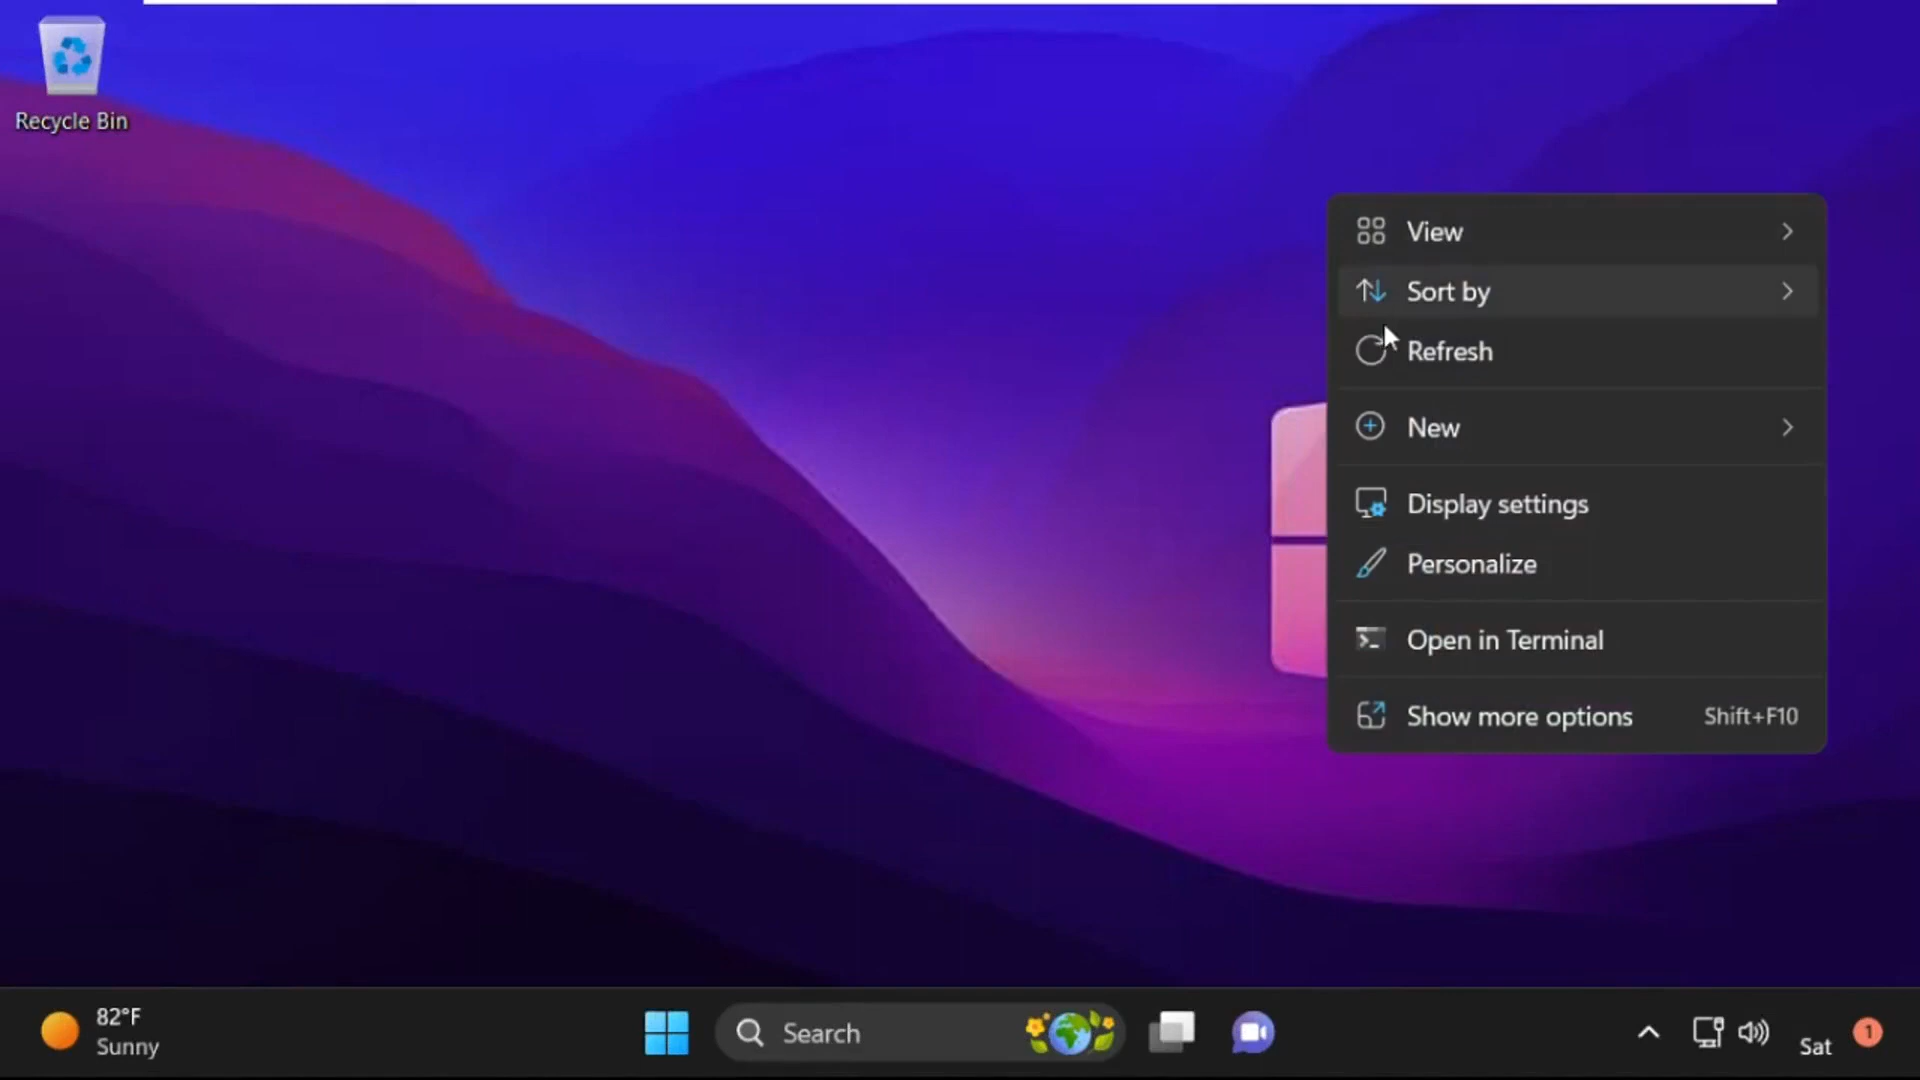 Recycle Bin
View
Sort by
Refresh
New
Display settings
Personalize
Open in Terminal
Show more options Shift+F10
82°F
Sunny
Search
Sat
1